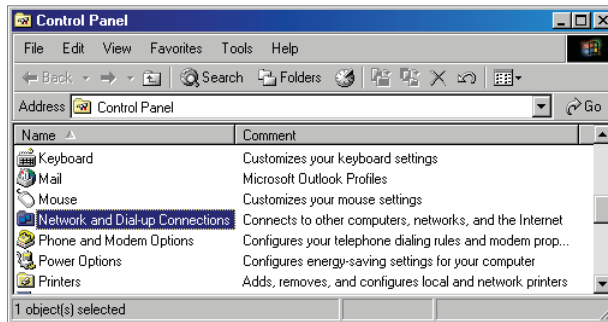 Control Panel
File Edit View Favorites Tools Help
Back Search Folders
Address Control Panel Go
Name Comment
Keyboard Customizes your keyboard settings
Mail Microsoft Outlook Profiles
Mouse Customizes your mouse settings
Network and Dial-up Connections Connects to other computers, networks, and the Internet
Phone and Modem Options Configures your telephone dialing rules and modem prop...
Power Options Configures energy-saving settings for your computer
Printers Adds, removes, and configures local and network printers
1 object(s) selected